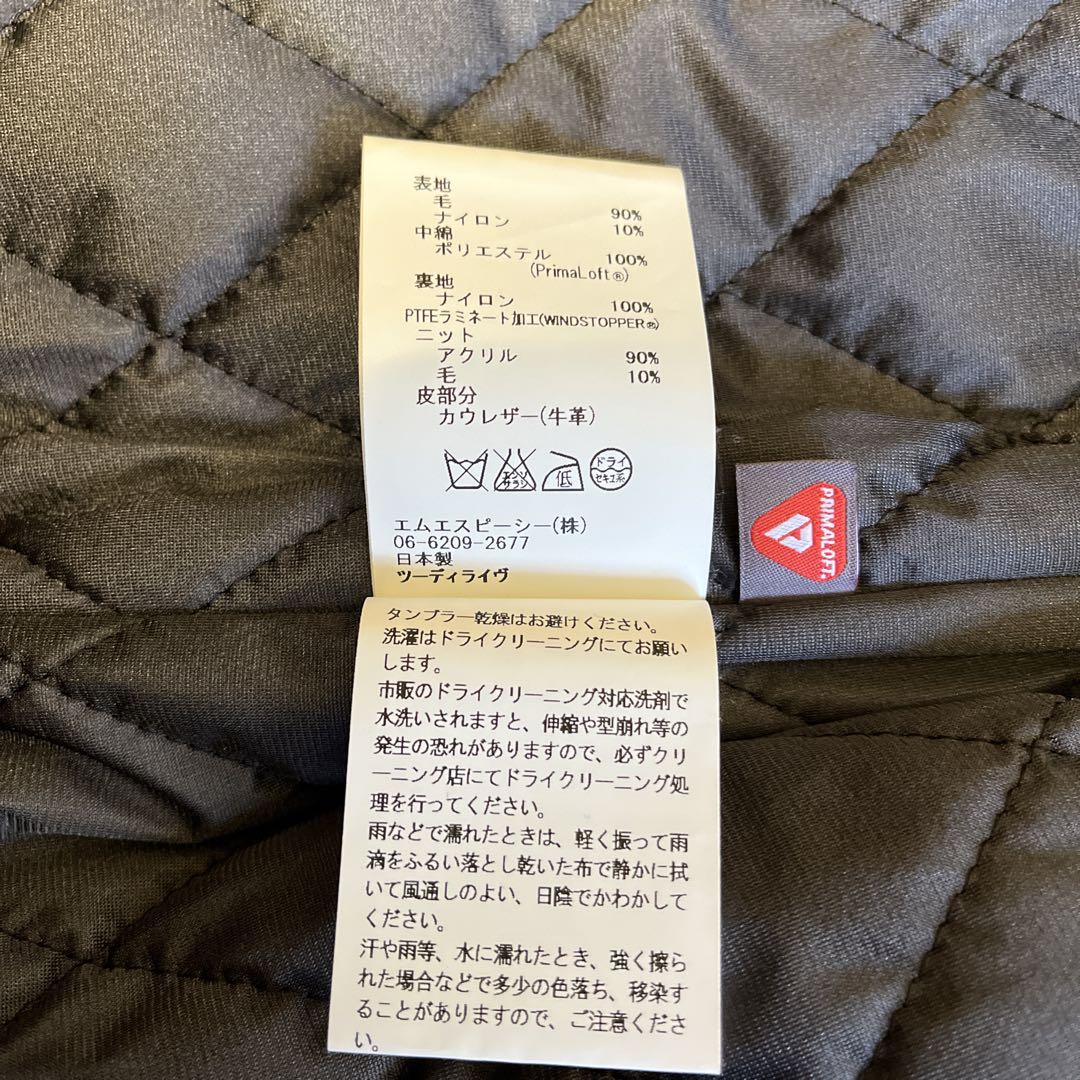 表地
毛 90%
ナイロン 10%
中綿
ポリエステル 100%
(PrimaLoft®)
裏地
ナイロン 100%
PTFEラミネート加工(WINDSTOPPER®)
ニット
アクリル 90%
毛 10%
皮部分
カウレザー(牛革)
エンソ
サラシ
低
ドライ
セキユ系
エムエスピーシー(株)
06-6209-2677
日本製
ツーディライヴ
PRIMALOFT®
タンブラー乾燥はお避けください。
洗濯はドライクリーニングにてお願い
します。
市販のドライクリーニング対応洗剤で
水洗いされますと、伸縮や型崩れ等の
発生の恐れがありますので、必ずクリ
ーニング店にてドライクリーニング処
理を行ってください。
雨などで濡れたときは、軽く振って雨
滴をふるい落とし乾いた布で静かに拭
いて風通しのよい、日陰でかわかして
ください。
汗や雨等、水に濡れたとき、強く擦ら
れた場合などで多少の色落ち、移染す
ることがありますので、ご注意くださ
い。